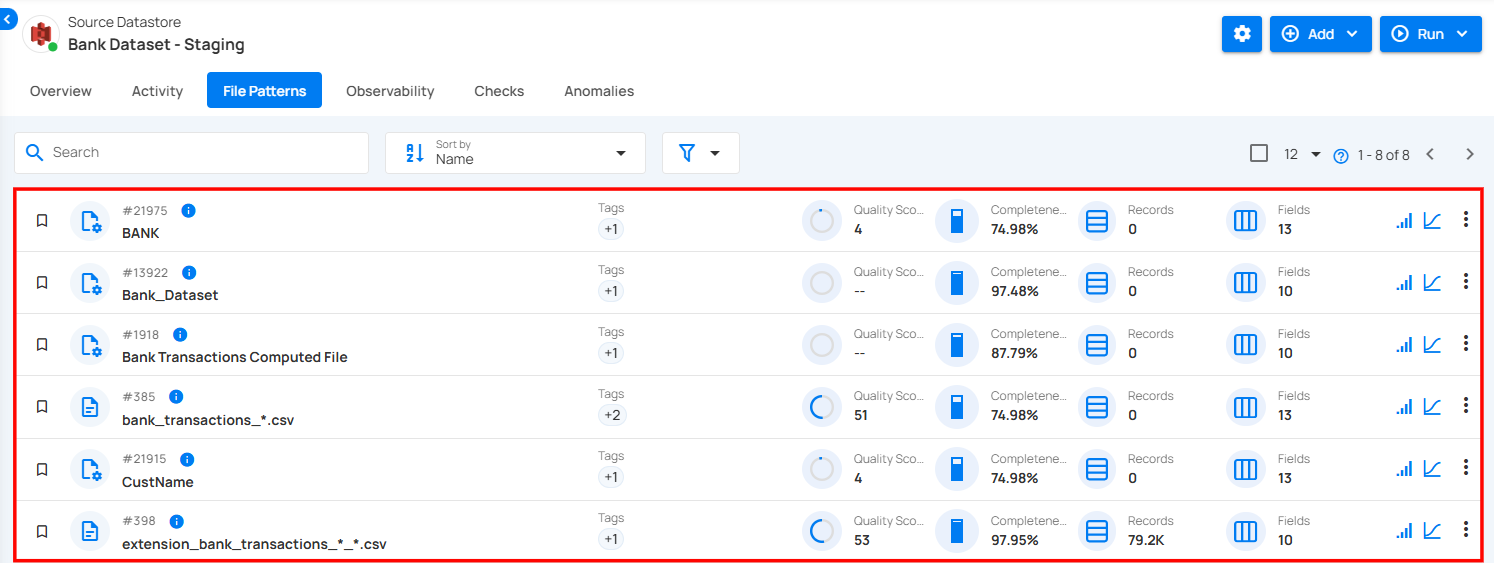 Source Datastore
Bank Dataset - Staging
Add
Run
Overview Activity File Patterns Observability Checks Anomalies
Search
Sort by
Name
12 1 - 8 of 8
#21975 Tags Quality Sco... Completene... Records Fields
BANK +1 4 74.98% 0 13
#13922 Tags Quality Sco... Completene... Records Fields
Bank_Dataset +1 -- 97.48% 0 10
#1918 Tags Quality Sco... Completene... Records Fields
Bank Transactions Computed File +1 -- 87.79% 0 10
#385 Tags Quality Sco... Completene... Records Fields
bank_transactions_*.csv +2 51 74.98% 0 13
#21915 Tags Quality Sco... Completene... Records Fields
CustName +1 4 74.98% 0 13
#398 Tags Quality Sco... Completene... Records Fields
extension_bank_transactions_*_*.csv +1 53 97.95% 79.2K 10